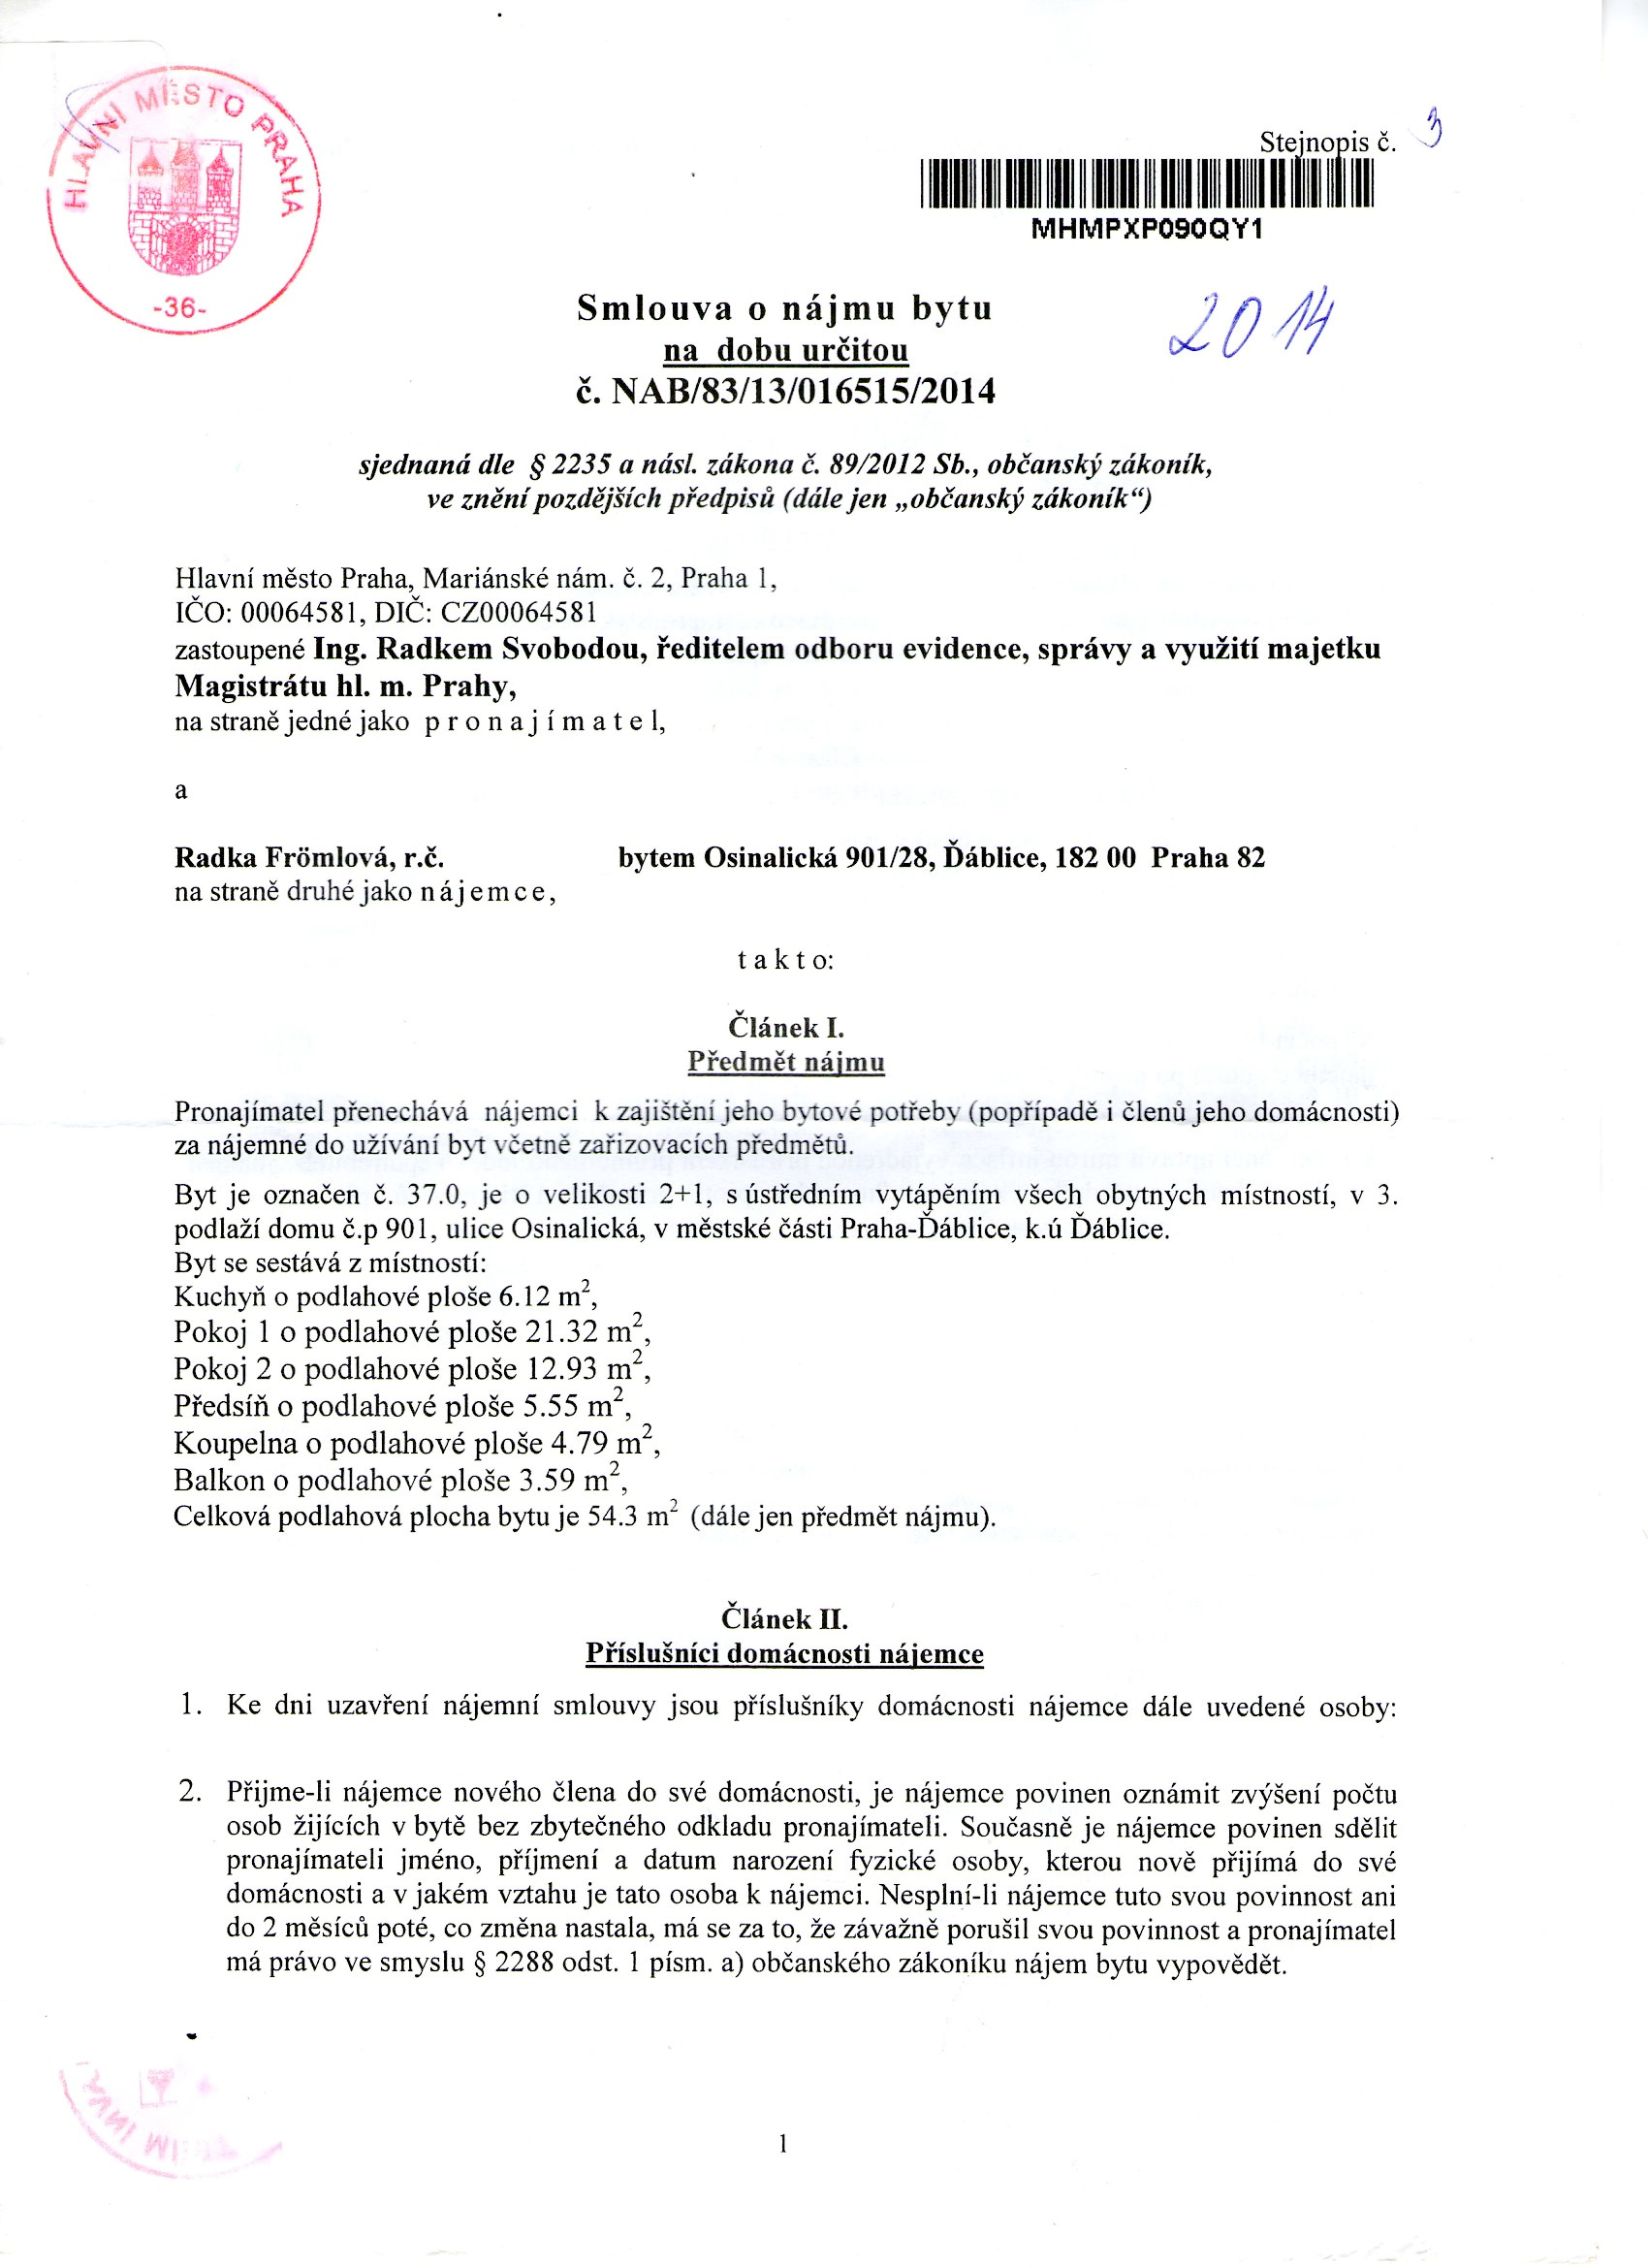 HLAVNÍ MĚSTO PRAHA
-36-
Stejnopis č. 3
MHMPXP090QY1
Smlouva o nájmu bytu
2014
na dobu určitou
č. NAB/83/13/016515/2014
sjednaná dle § 2235 a násl. zákona č. 89/2012 Sb., občanský zákoník,
ve znění pozdějších předpisů (dále jen „občanský zákoník“)
Hlavní město Praha, Mariánské nám. č. 2, Praha 1,
IČO: 00064581, DIČ: CZ00064581
zastoupené Ing. Radkem Svobodou, ředitelem odboru evidence, správy a využití majetku
Magistrátu hl. m. Prahy,
na straně jedné jako p r o n a j í m a t e l,
a
Radka Frömlová, r.č. bytem Osinalická 901/28, Ďáblice, 182 00 Praha 82
na straně druhé jako n á j e m c e ,
t a k t o:
Článek I.
Předmět nájmu
Pronajímatel přenechává nájemci k zajištění jeho bytové potřeby (popřípadě i členů jeho domácnosti)
za nájemné do užívání byt včetně zařizovacích předmětů.
Byt je označen č. 37.0, je o velikosti 2+1, s ústředním vytápěním všech obytných místností, v 3.
podlaží domu č.p 901, ulice Osinalická, v městské části Praha-Ďáblice, k.ú Ďáblice.
Byt se sestává z místností:
Kuchyň o podlahové ploše 6.12 m²,
Pokoj 1 o podlahové ploše 21.32 m²,
Pokoj 2 o podlahové ploše 12.93 m²,
Předsíň o podlahové ploše 5.55 m²,
Koupelna o podlahové ploše 4.79 m²,
Balkon o podlahové ploše 3.59 m²,
Celková podlahová plocha bytu je 54.3 m² (dále jen předmět nájmu).
Článek II.
Příslušníci domácnosti nájemce
1. Ke dni uzavření nájemní smlouvy jsou příslušníky domácnosti nájemce dále uvedené osoby:
2. Přijme-li nájemce nového člena do své domácnosti, je nájemce povinen oznámit zvýšení počtu
osob žijících v bytě bez zbytečného odkladu pronajímateli. Současně je nájemce povinen sdělit
pronajímateli jméno, příjmení a datum narození fyzické osoby, kterou nově přijímá do své
domácnosti a v jakém vztahu je tato osoba k nájemci. Nesplní-li nájemce tuto svou povinnost ani
do 2 měsíců poté, co změna nastala, má se za to, že závažně porušil svou povinnost a pronajímatel
má právo ve smyslu § 2288 odst. 1 písm. a) občanského zákoníku nájem bytu vypovědět.
1